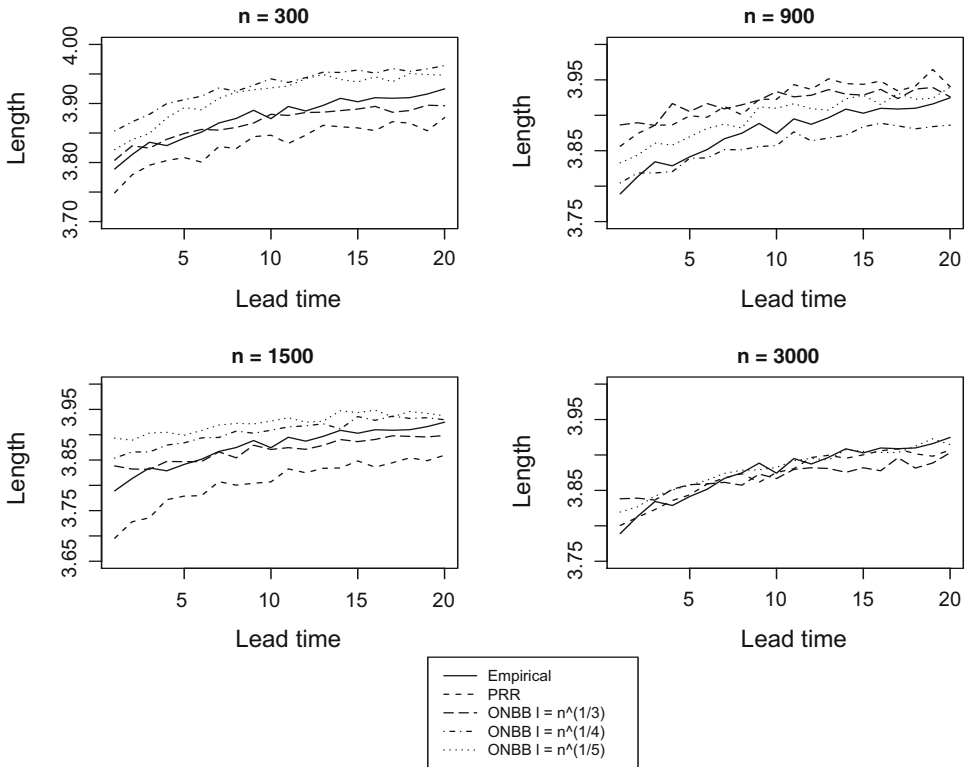 n = 300
Length
4.00
3.90
3.80
3.70
5 10 15 20
Lead time
n = 900
Length
3.95
3.85
3.75
5 10 15 20
Lead time
n = 1500
Length
3.95
3.85
3.75
3.65
5 10 15 20
Lead time
n = 3000
Length
3.95
3.85
3.75
5 10 15 20
Lead time
Empirical
PRR
ONBB l = n^(1/3)
ONBB l = n^(1/4)
ONBB l = n^(1/5)